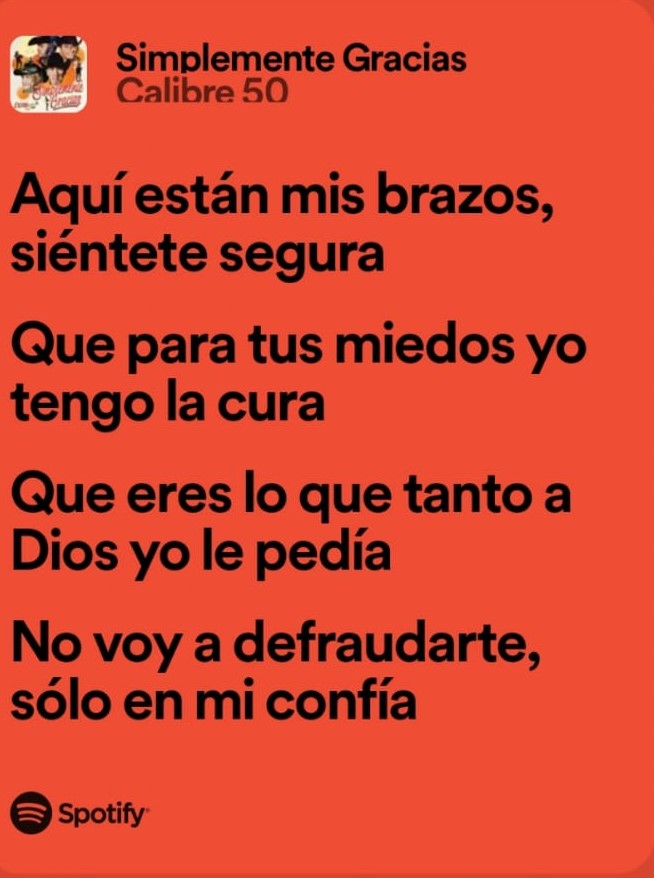 Simplemente Gracias
Calibre 50
Aquí están mis brazos,
siéntete segura
Que para tus miedos yo
tengo la cura
Que eres lo que tanto a
Dios yo le pedía
No voy a defraudarte,
sólo en mi confía
Spotify